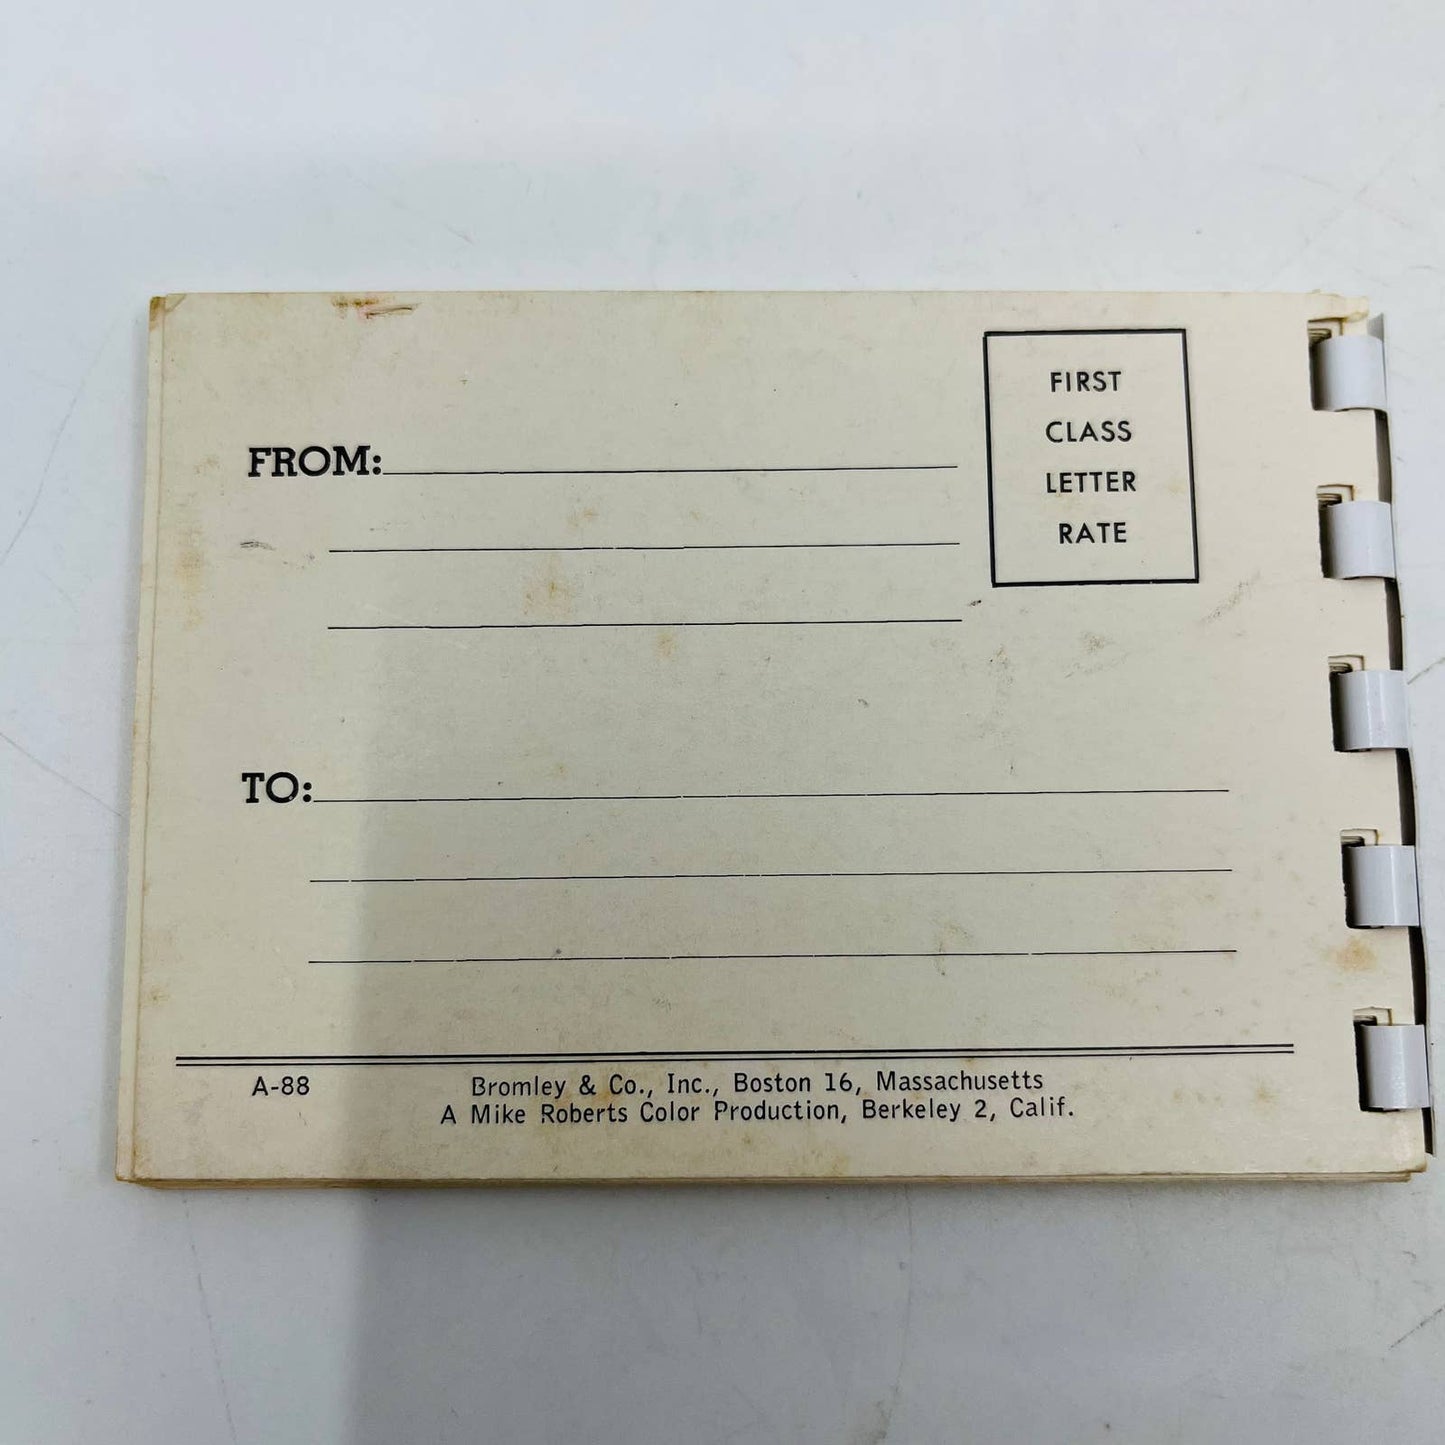 FIRST
CLASS
LETTER
RATE
FROM:
TO:
A-88
Bromley & Co., Inc., Boston 16, Massachusetts
A Mike Roberts Color Production, Berkeley 2, Calif.